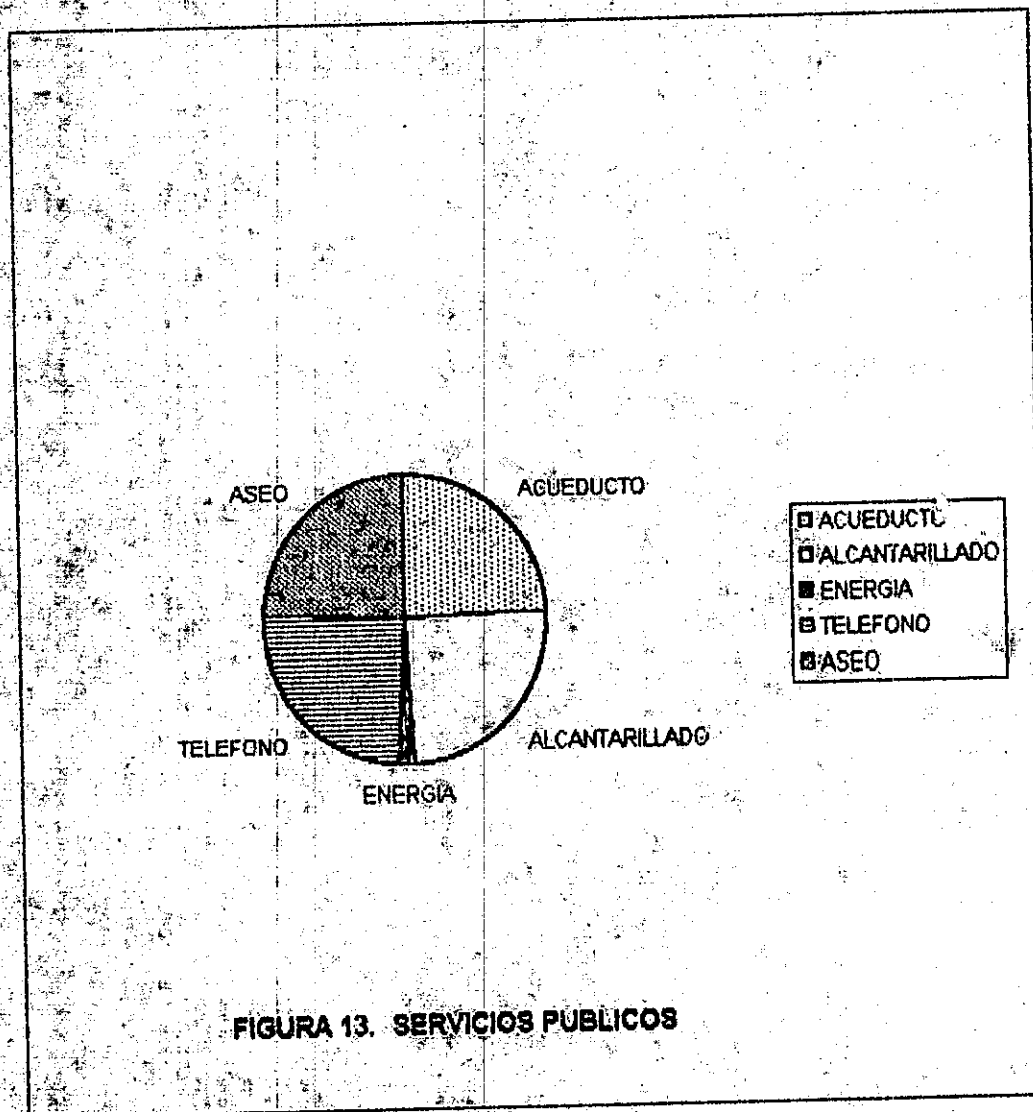 ASEO
ACUEDUCTO
TELEFONO
ALCANTARILLADO
ENERGIA
ACUEDUCTO
ALCANTARILLADO
ENERGIA
TELEFONO
ASEO
FIGURA 13. SERVICIOS PUBLICOS